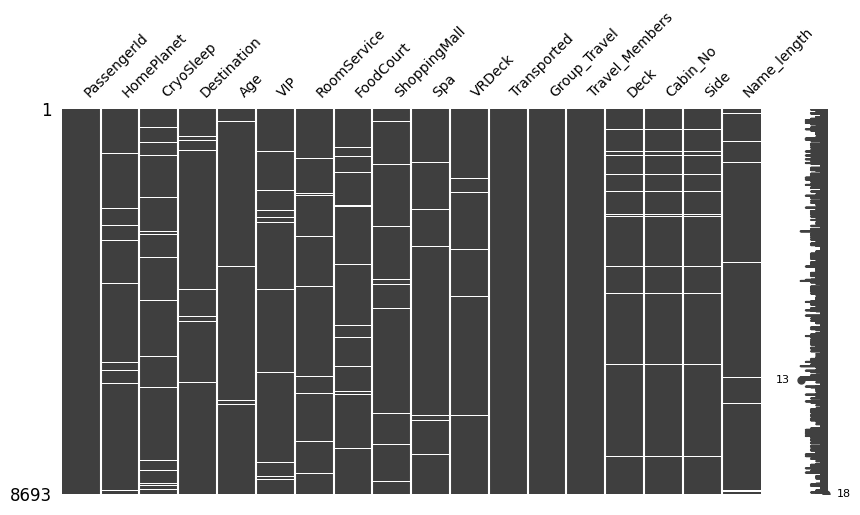 PassengerId
HomePlanet
CryoSleep
Destination
Age
VIP
RoomService
FoodCourt
ShoppingMall
Spa
VRDeck
Transported
Group_Travel
Travel_Members
Deck
Cabin_No
Side
Name_length
1
13
8693
18